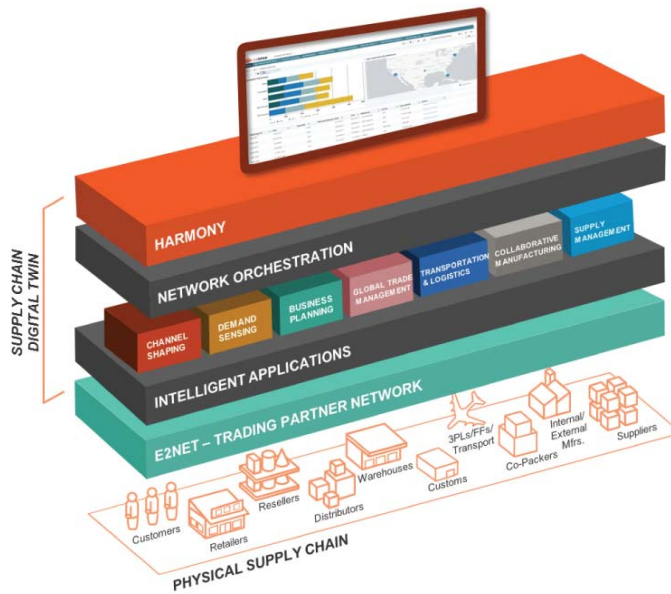 HARMONY
NETWORK ORCHESTRATION
SUPPLY CHAIN
DIGITAL TWIN
CHANNEL
SHAPING
DEMAND
SENSING
BUSINESS
PLANNING
GLOBAL TRADE
MANAGEMENT
TRANSPORTATION
& LOGISTICS
COLLABORATIVE
MANUFACTURING
SUPPLY
MANAGEMENT
INTELLIGENT APPLICATIONS
E2NET – TRADING PARTNER NETWORK
Customers
Retailers
Resellers
Distributors
Warehouses
Customs
3PLs/FFs/
Transport
Co-Packers
Internal/
External
Mfrs.
Suppliers
PHYSICAL SUPPLY CHAIN